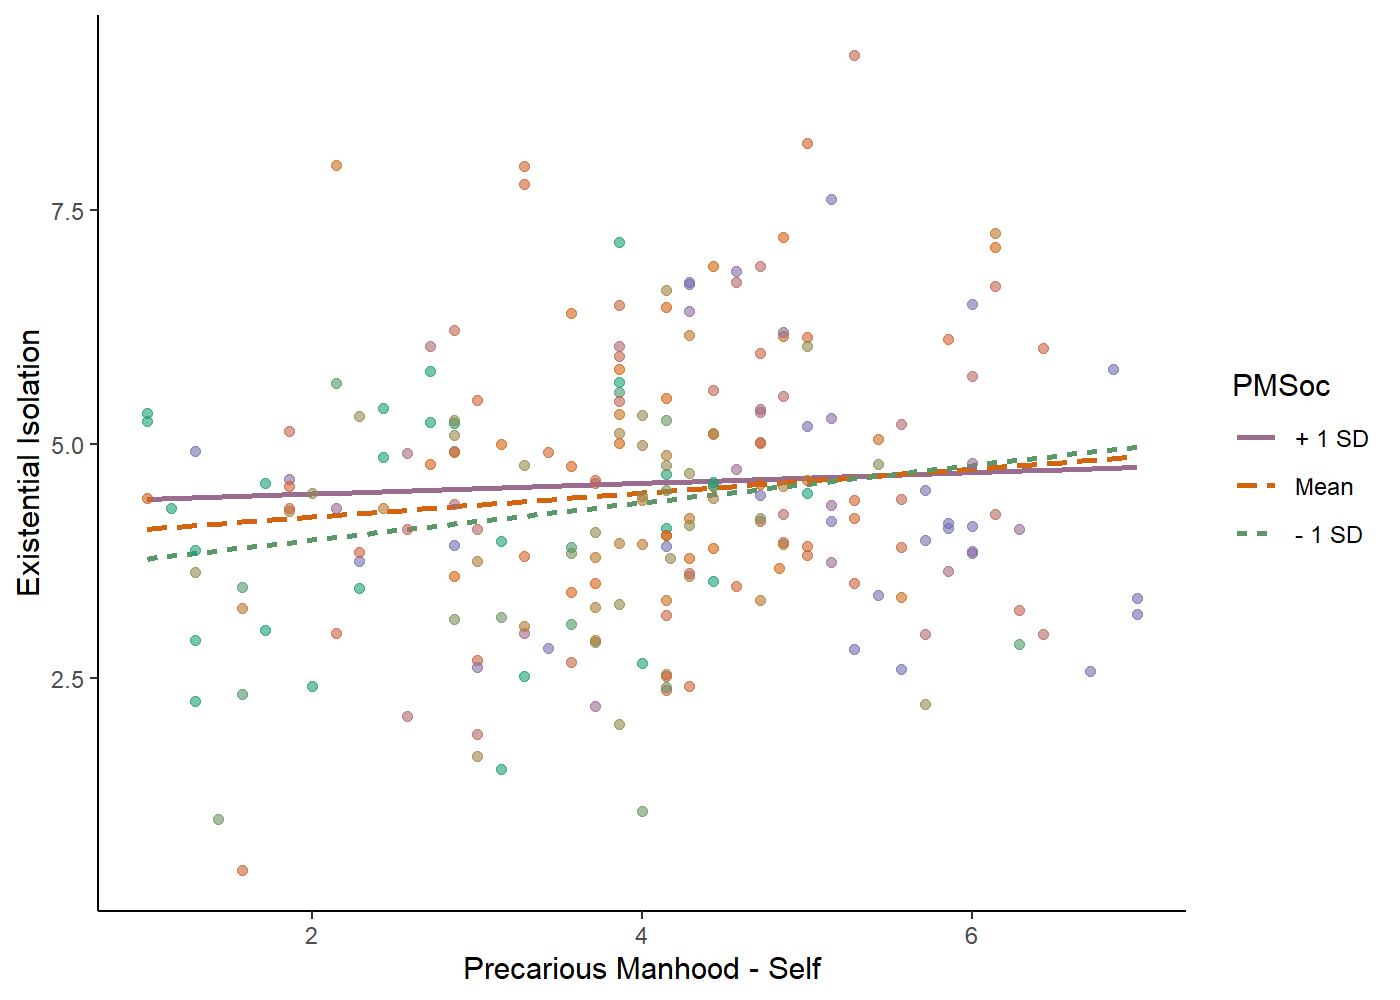 Existential Isolation
7.5
5.0
2.5
2
4
6
Precarious Manhood - Self
PMSoc
+ 1 SD
Mean
- 1 SD